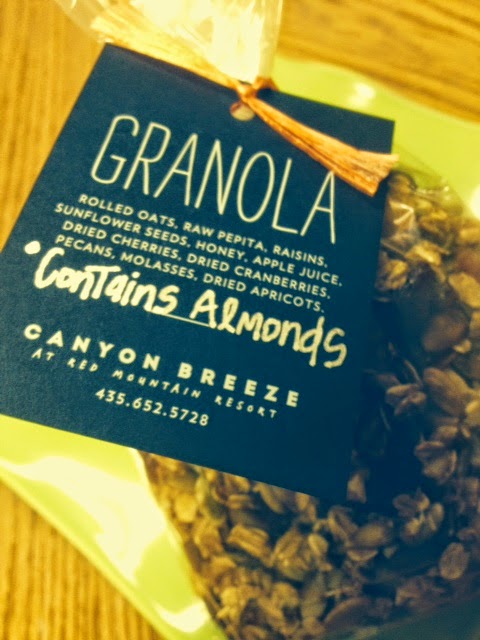 GRANOLA
ROLLED OATS, RAW PEPITA, RAISINS,
SUNFLOWER SEEDS, HONEY, APPLE JUICE,
DRIED CHERRIES, DRIED CRANBERRIES,
PECANS, MOLASSES, DRIED APRICOTS,
• Contains Almonds
CANYON BREEZE
AT RED MOUNTAIN RESORT
435.652.5728